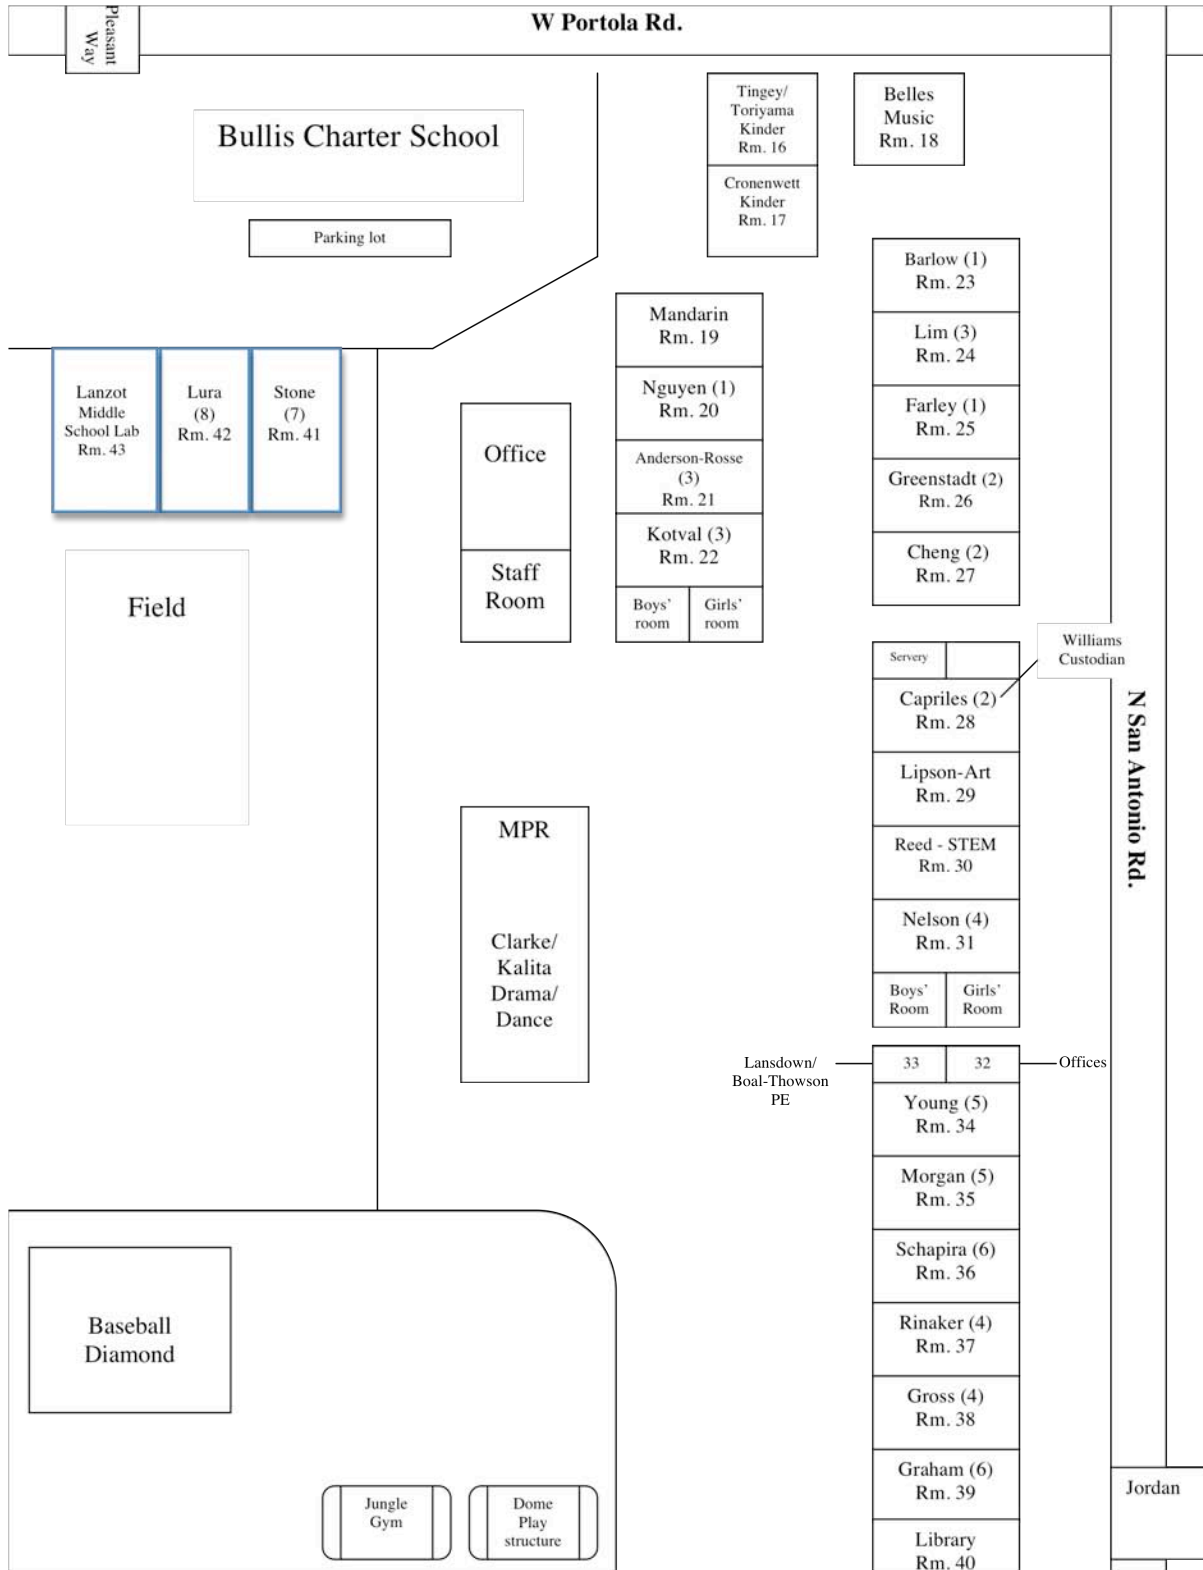 W Portola Rd.
Pleasant
Way
Bullis Charter School
Parking lot
Tingey/
Toriyama
Kinder
Rm. 16
Cronenwett
Kinder
Rm. 17
Belles
Music
Rm. 18
Mandarin
Rm. 19
Nguyen (1)
Rm. 20
Anderson-Rosse
(3)
Rm. 21
Kotval (3)
Rm. 22
Boys’
room
Girls’
room
Barlow (1)
Rm. 23
Lim (3)
Rm. 24
Farley (1)
Rm. 25
Greenstadt (2)
Rm. 26
Cheng (2)
Rm. 27
Lanzot
Middle
School Lab
Rm. 43
Lura
(8)
Rm. 42
Stone
(7)
Rm. 41
Office
Staff
Room
Field
Servery
Williams
Custodian
Capriles (2)
Rm. 28
Lipson-Art
Rm. 29
Reed - STEM
Rm. 30
Nelson (4)
Rm. 31
Boys’
Room
Girls’
Room
N San Antonio Rd.
MPR
Clarke/
Kalita
Drama/
Dance
Lansdown/
Boal-Thowson
PE
33
32
Offices
Young (5)
Rm. 34
Morgan (5)
Rm. 35
Schapira (6)
Rm. 36
Rinaker (4)
Rm. 37
Gross (4)
Rm. 38
Graham (6)
Rm. 39
Library
Rm. 40
Baseball
Diamond
Jungle
Gym
Dome
Play
structure
Jordan